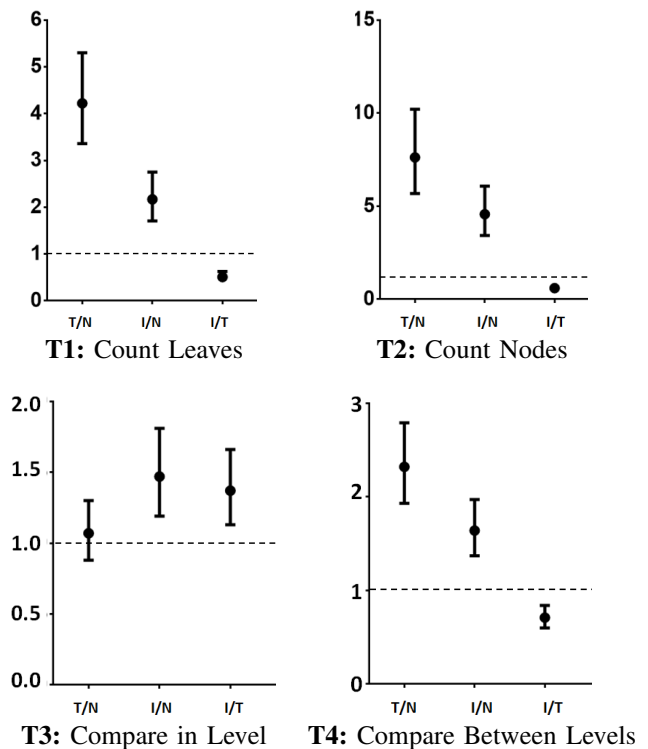 6
5
4
3
2
1
0
T/N I/N I/T
T1: Count Leaves
15
10
5
0
T/N I/N I/T
T2: Count Nodes
2.0
1.5
1.0
0.5
0.0
T/N I/N I/T
T3: Compare in Level
3
2
1
0
T/N I/N I/T
T4: Compare Between Levels